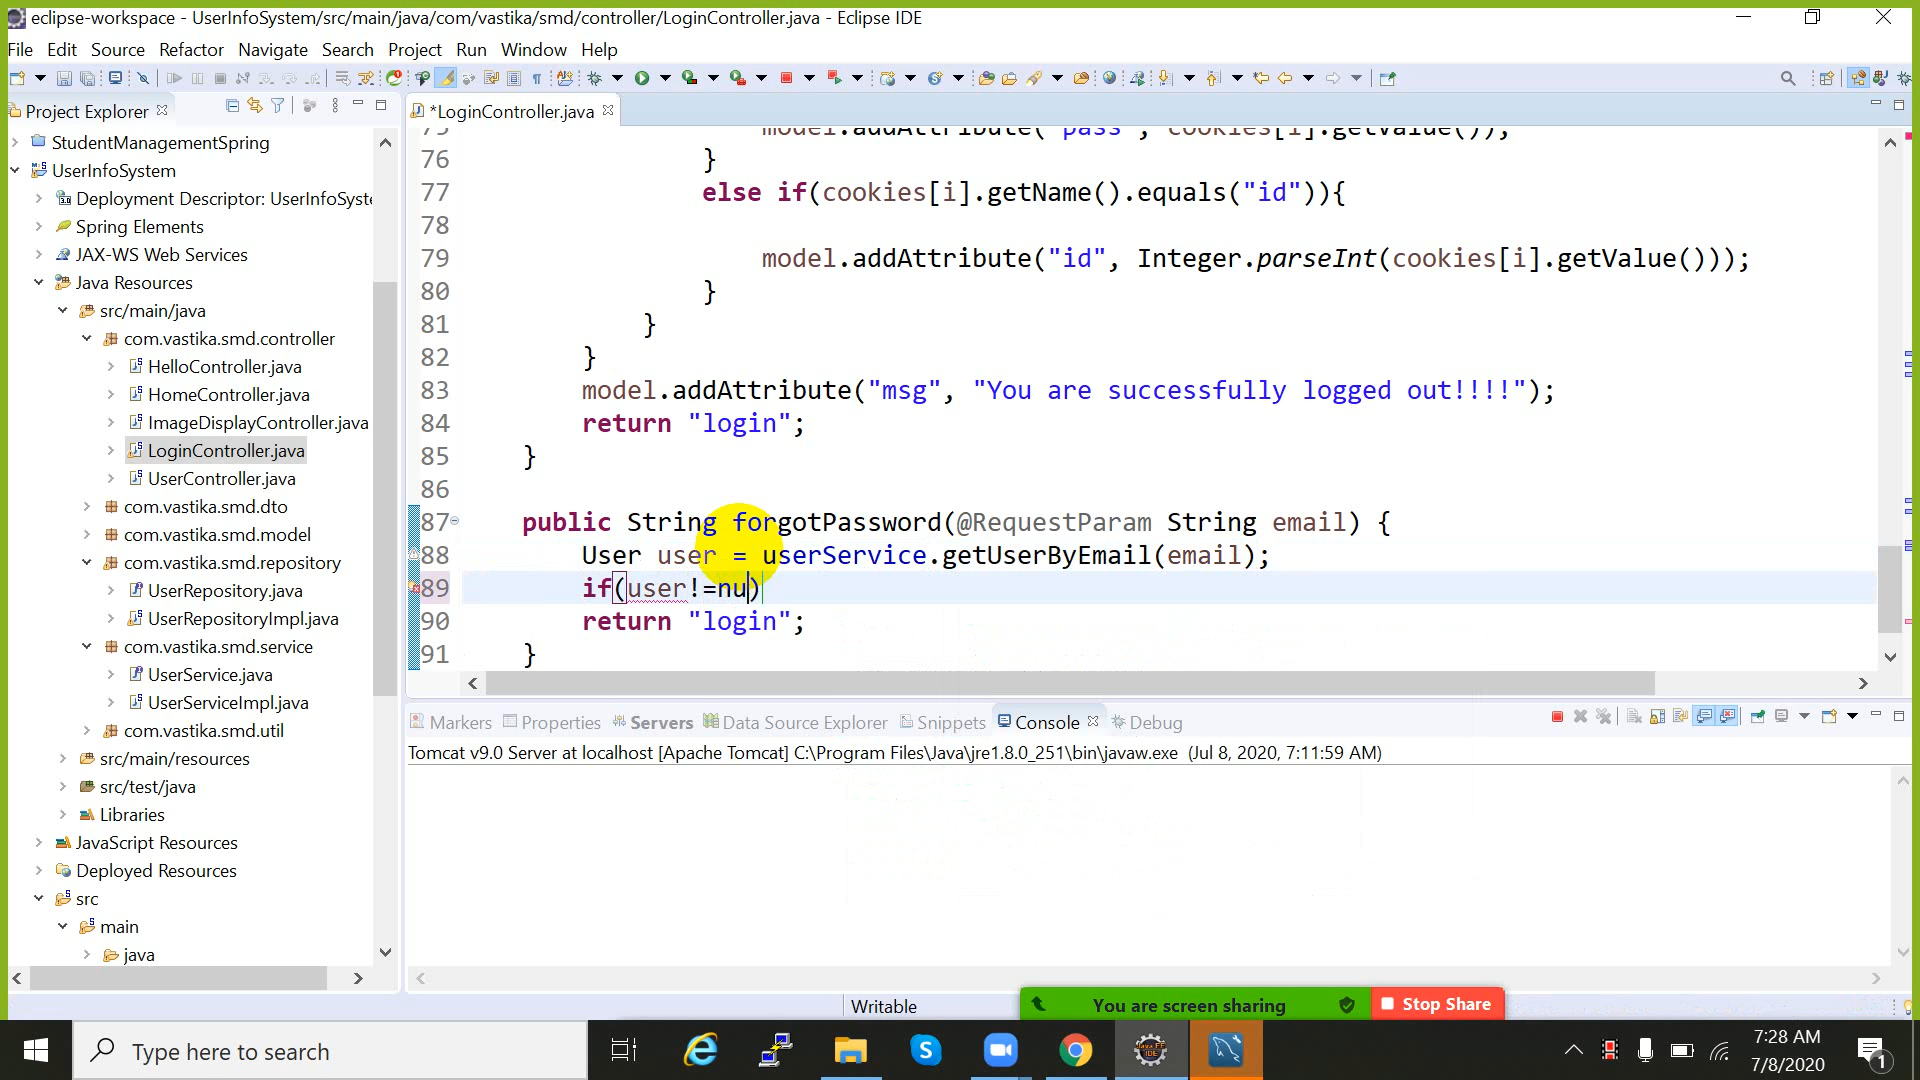 eclipse-workspace - UserInfoSystem/src/main/java/com/vastika/smd/controller/LoginController.java - Eclipse IDE
File Edit Source Refactor Navigate Search Project Run Window Help
Project Explorer
*LoginController.java
StudentManagementSpring
UserInfoSystem
Deployment Descriptor: UserInfoSyste
Spring Elements
JAX-WS Web Services
Java Resources
src/main/java
com.vastika.smd.controller
HelloController.java
HomeController.java
ImageDisplayController.java
LoginController.java
UserController.java
com.vastika.smd.dto
com.vastika.smd.model
com.vastika.smd.repository
UserRepository.java
UserRepositoryImpl.java
com.vastika.smd.service
UserService.java
UserServiceImpl.java
com.vastika.smd.util
src/main/resources
src/test/java
Libraries
JavaScript Resources
Deployed Resources
src
main
java
75 model.addAttribute("pass", cookies[i].getValue());
76 }
77 else if(cookies[i].getName().equals("id")){
78
79 model.addAttribute("id", Integer.parseInt(cookies[i].getValue()));
80 }
81 }
82 }
83 model.addAttribute("msg", "You are successfully logged out!!!!");
84 return "login";
85 }
86
87 public String forgotPassword(@RequestParam String email) {
88 User user = userService.getUserByEmail(email);
89 if(user!=nu)
90 return "login";
91 }
Markers Properties Servers Data Source Explorer Snippets Console Debug
Tomcat v9.0 Server at localhost [Apache Tomcat] C:\Program Files\Java\jre1.8.0_251\bin\javaw.exe (Jul 8, 2020, 7:11:59 AM)
Writable
You are screen sharing
Stop Share
Type here to search
7:28 AM
7/8/2020
1